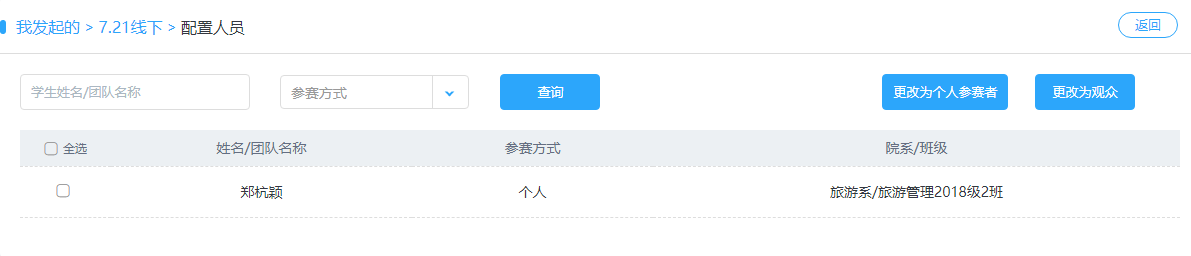 我发起的 > 7.21线下 > 配置人员
返回
学生姓名/团队名称
参赛方式
查询
更改为个人参赛者
更改为观众
全选
姓名/团队名称
参赛方式
院系/班级
郑杭颖
个人
旅游系/旅游管理2018级2班